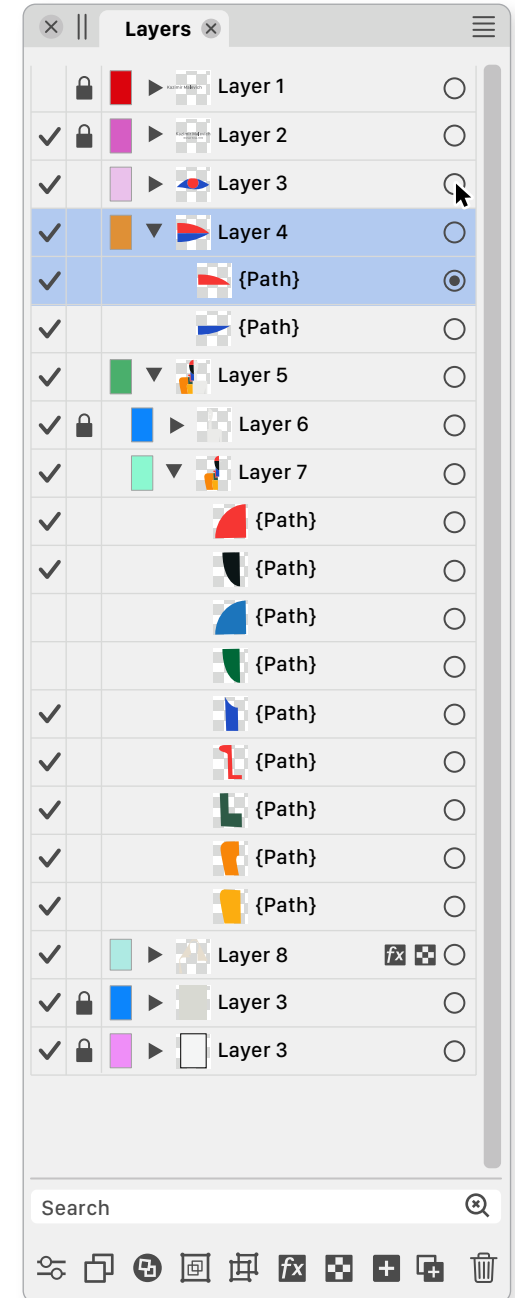 Layers
Layer 1
Layer 2
Layer 3
Layer 4
{Path}
{Path}
Layer 5
Layer 6
Layer 7
{Path}
{Path}
{Path}
{Path}
{Path}
{Path}
{Path}
{Path}
{Path}
Layer 8 fx
Layer 3
Layer 3
Search
fx